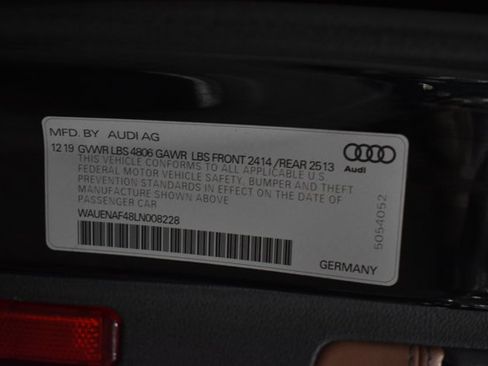 MFD. BY AUDI AG
12 19 GVWR LBS 4806 GAWR LBS FRONT 2414 / REAR 2513
THIS VEHICLE CONFORMS TO ALL APPLICABLE U.S.
FEDERAL MOTOR VEHICLE SAFETY, BUMPER AND THEFT
PREVENTION STANDARDS IN EFFECT ON THE DATE OF
MANUFACTURE SHOWN ABOVE
PASSENGER CAR
WAUENAF48LN008228
Audi
5054052
GERMANY